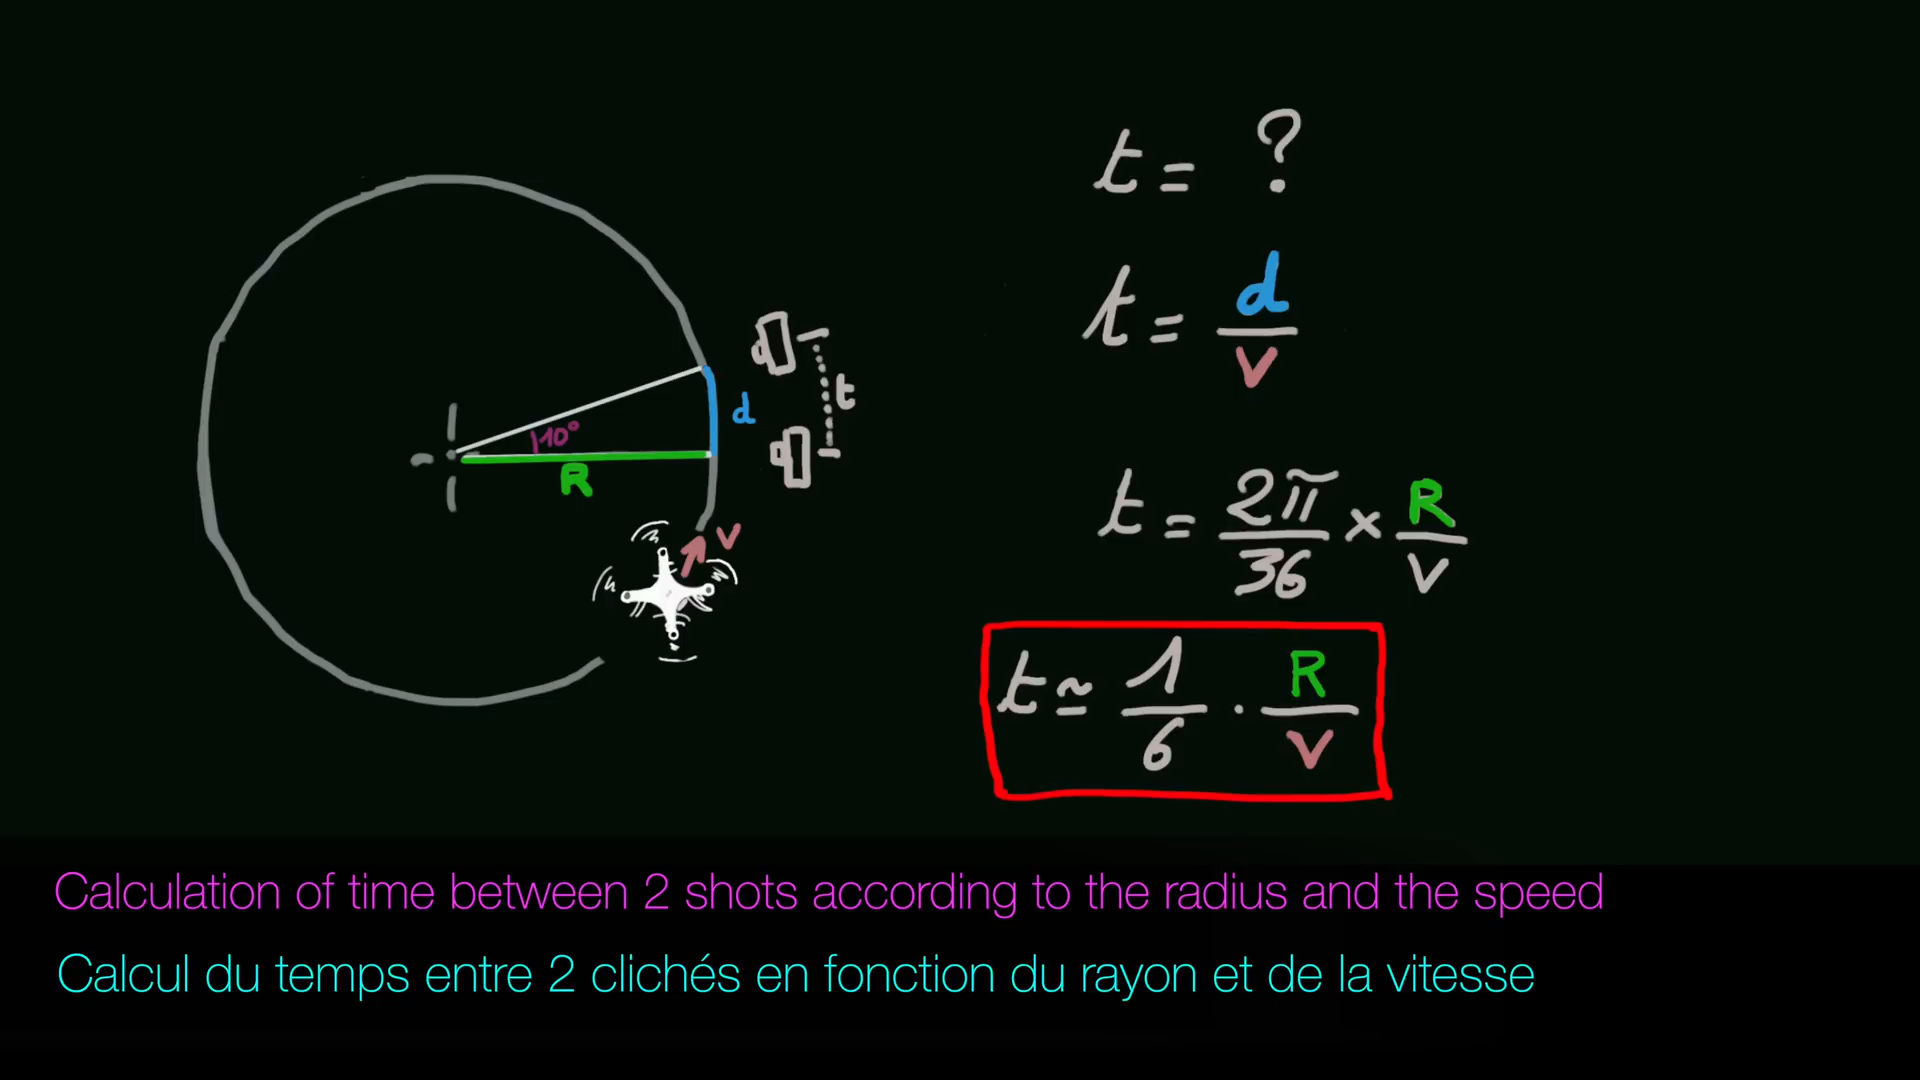 t = ?
t = d/v
d
t
10°
R
v
t = 2π/36 × R/v
t ≃ 1/6 · R/v
Calculation of time between 2 shots according to the radius and the speed
Calcul du temps entre 2 clichés en fonction du rayon et de la vitesse